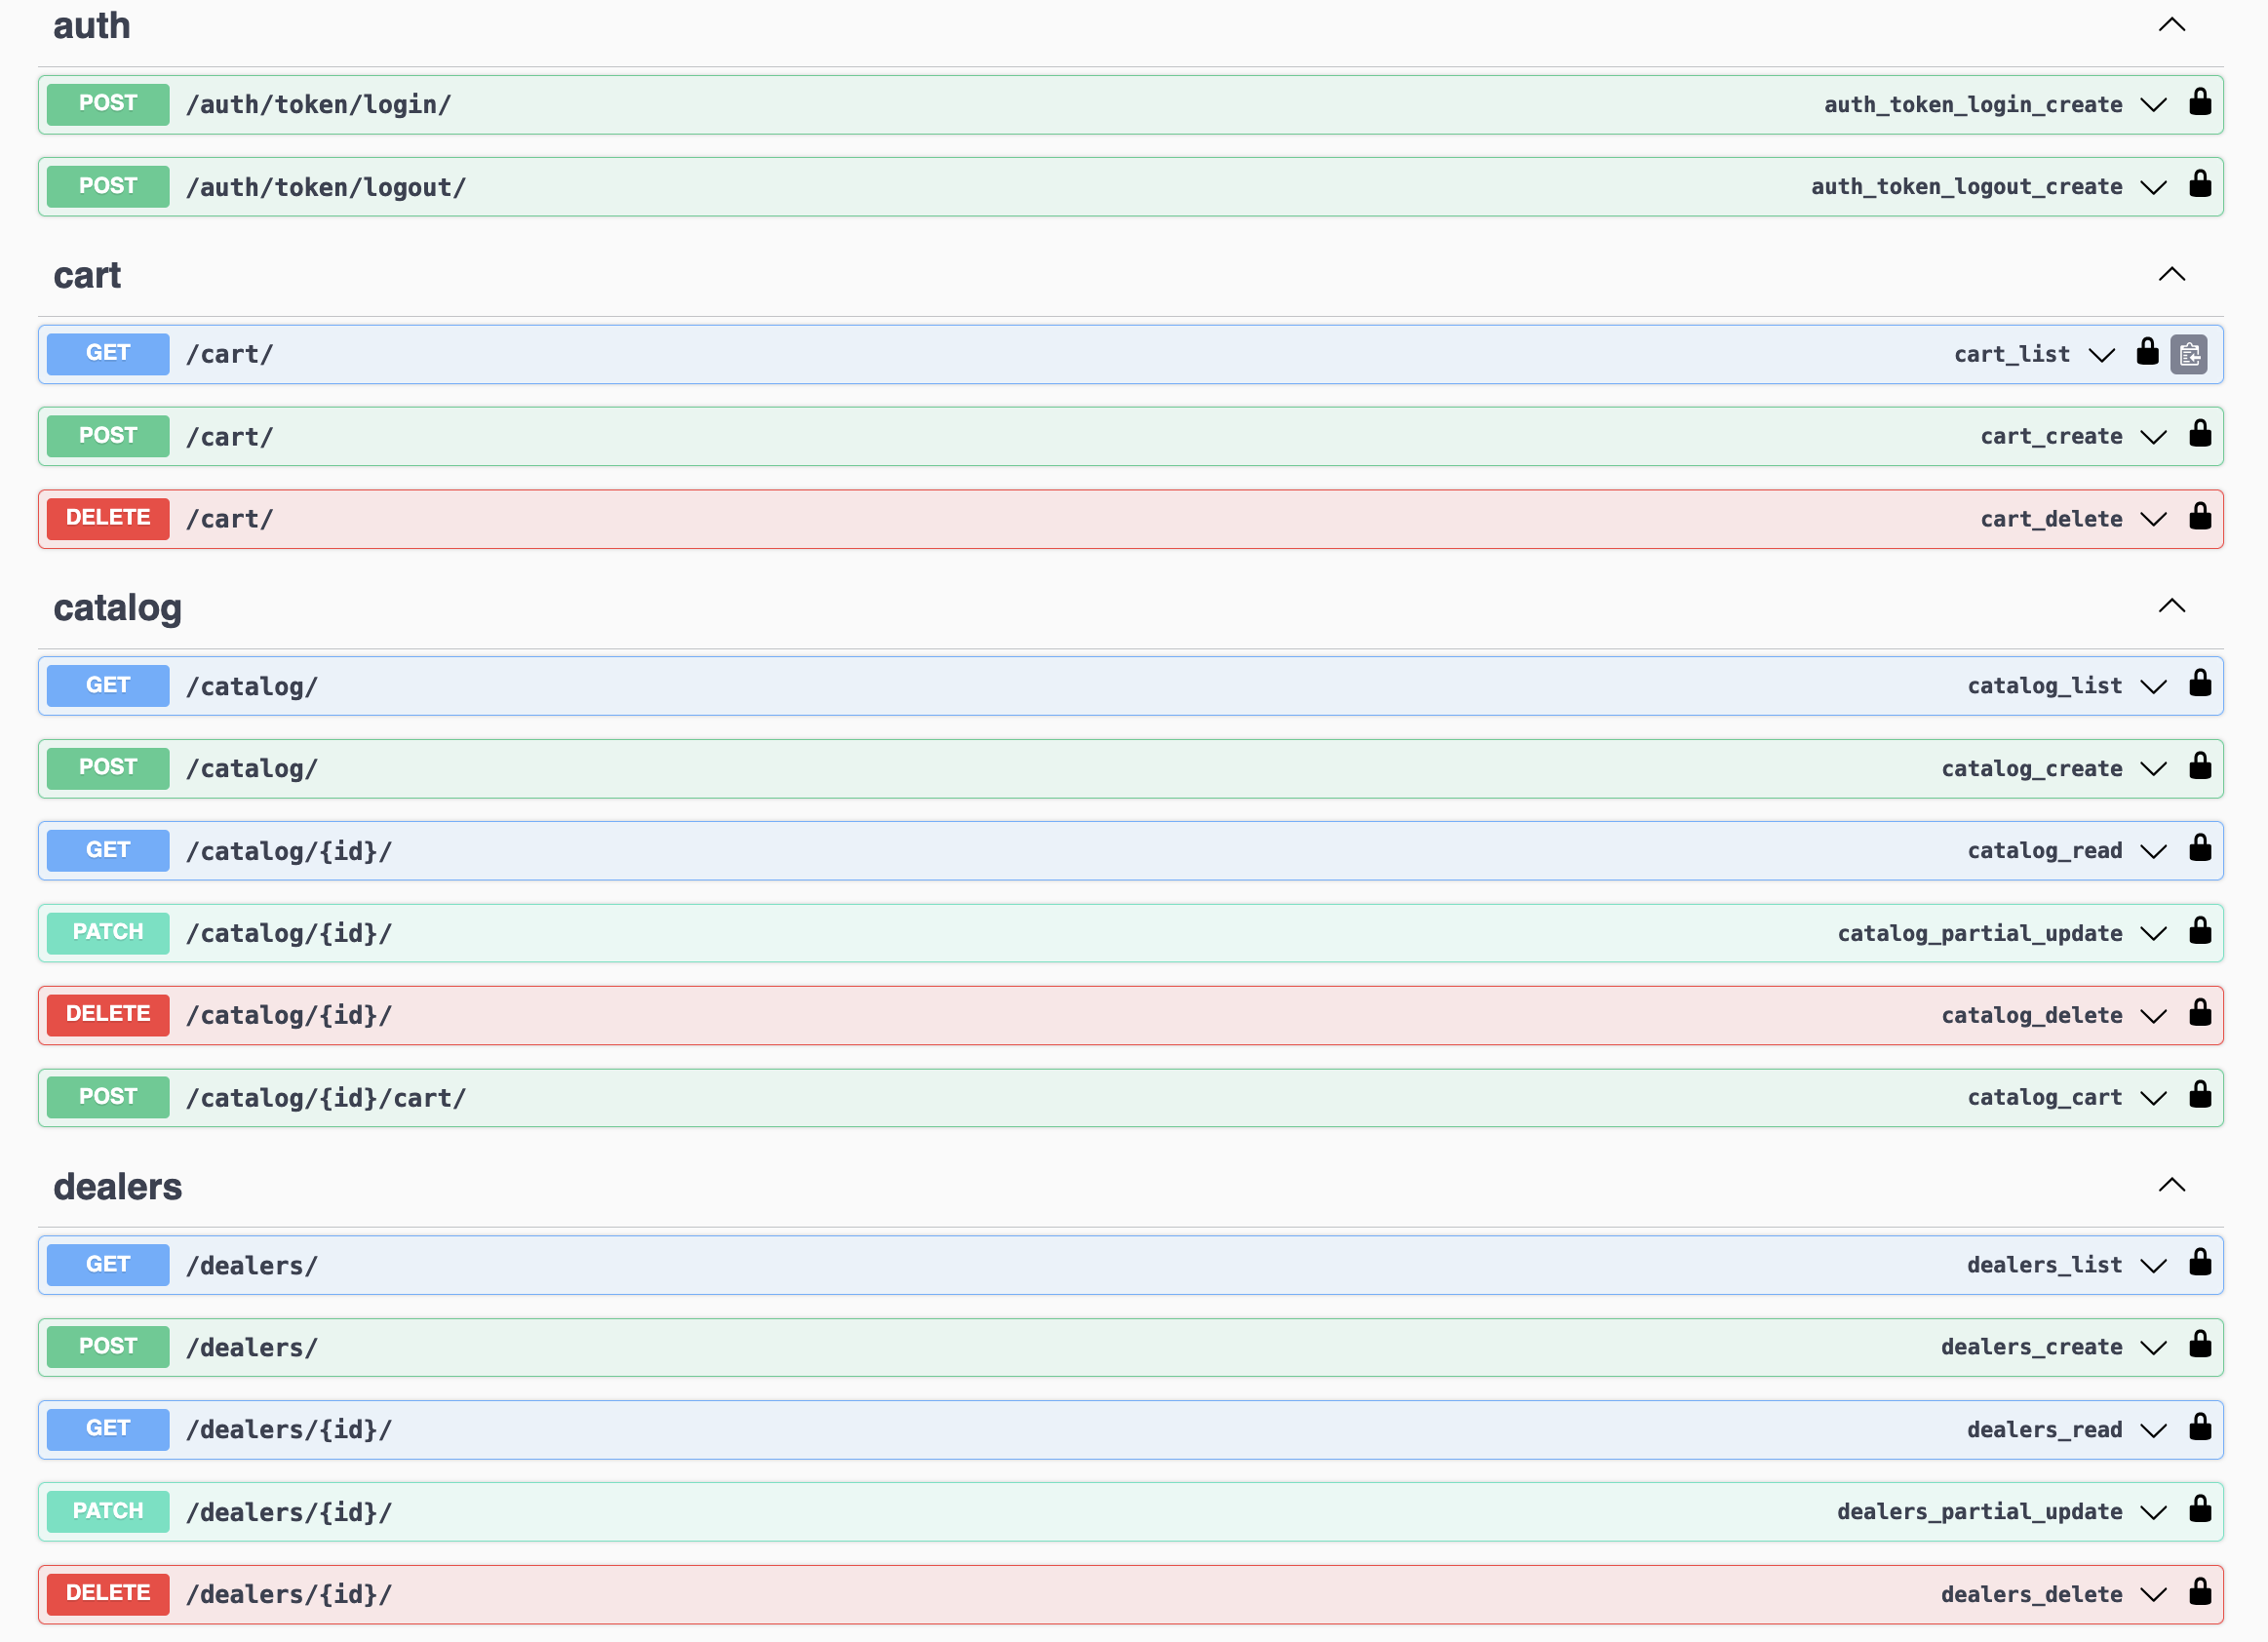 auth
POST /auth/token/login/ auth_token_login_create
POST /auth/token/logout/ auth_token_logout_create
cart
GET /cart/ cart_list
POST /cart/ cart_create
DELETE /cart/ cart_delete
catalog
GET /catalog/ catalog_list
POST /catalog/ catalog_create
GET /catalog/{id}/ catalog_read
PATCH /catalog/{id}/ catalog_partial_update
DELETE /catalog/{id}/ catalog_delete
POST /catalog/{id}/cart/ catalog_cart
dealers
GET /dealers/ dealers_list
POST /dealers/ dealers_create
GET /dealers/{id}/ dealers_read
PATCH /dealers/{id}/ dealers_partial_update
DELETE /dealers/{id}/ dealers_delete